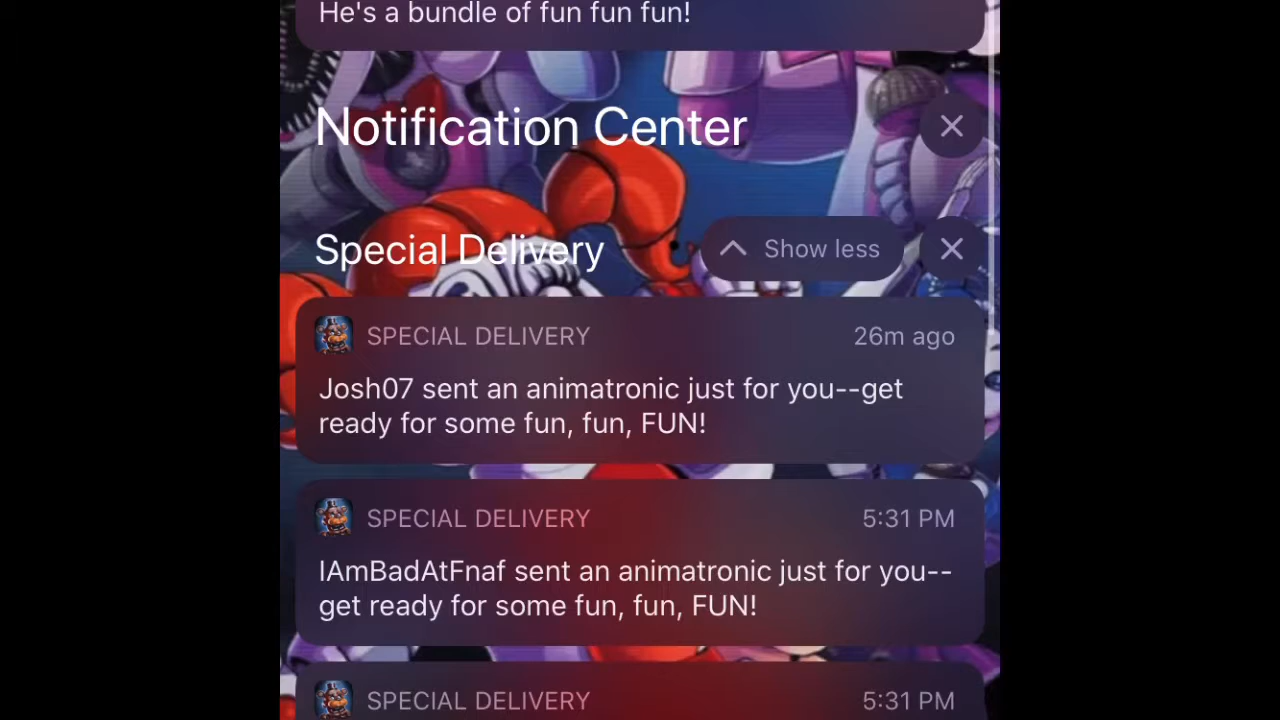 He's a bundle of fun fun fun!
Notification Center
Special Delivery
Show less
SPECIAL DELIVERY
26m ago
Josh07 sent an animatronic just for you--get
ready for some fun, fun, FUN!
SPECIAL DELIVERY
5:31 PM
IAmBadAtFnaf sent an animatronic just for you--
get ready for some fun, fun, FUN!
SPECIAL DELIVERY
5:31 PM